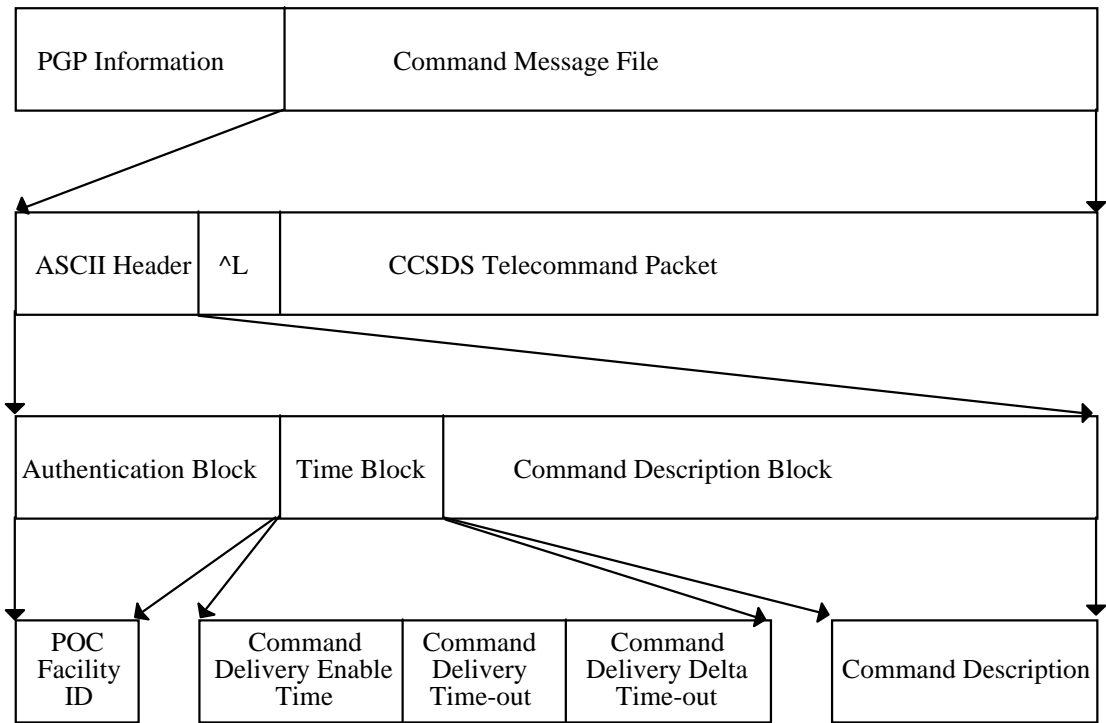 PGP Information
Command Message File
ASCII Header
^L
CCSDS Telecommand Packet
Authentication Block
Time Block
Command Description Block
POC
Facility
ID
Command
Delivery Enable
Time
Command
Delivery
Time-out
Command
Delivery Delta
Time-out
Command Description